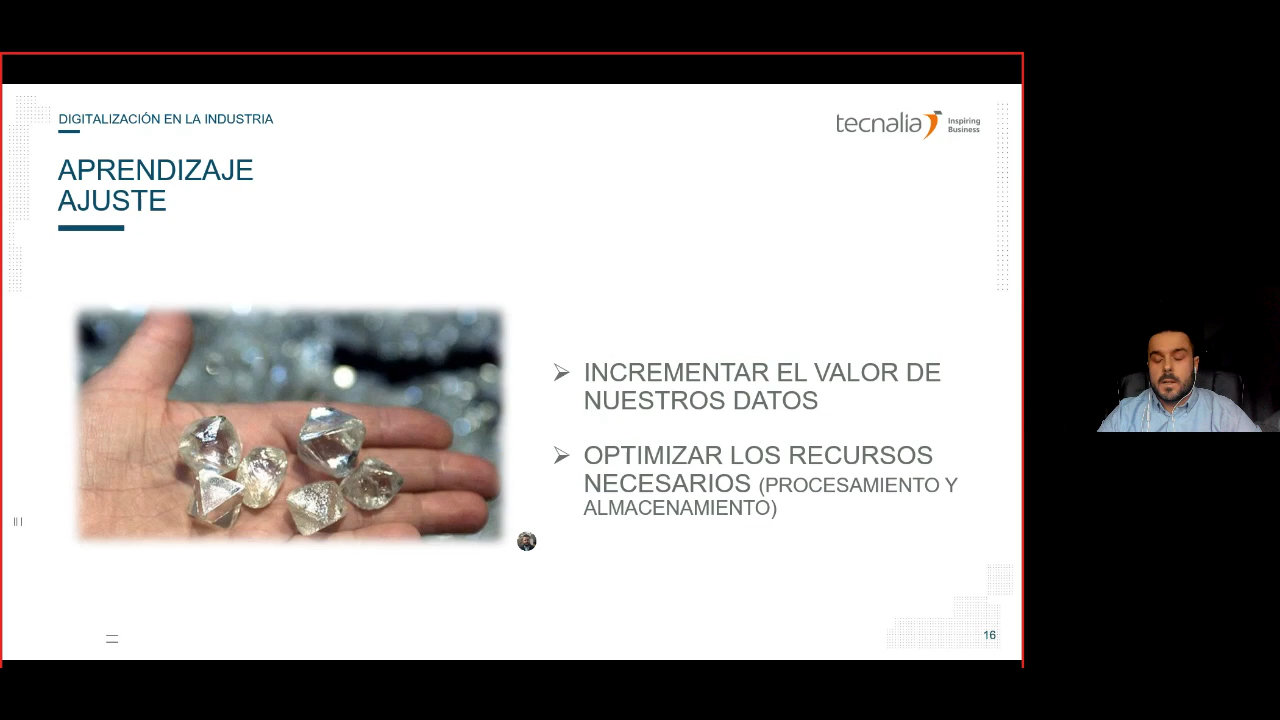 DIGITALIZACIÓN EN LA INDUSTRIA
tecnalia Inspiring
Business
APRENDIZAJE
AJUSTE
INCREMENTAR EL VALOR DE
NUESTROS DATOS
OPTIMIZAR LOS RECURSOS
NECESARIOS (PROCESAMIENTO Y
ALMACENAMIENTO)
16